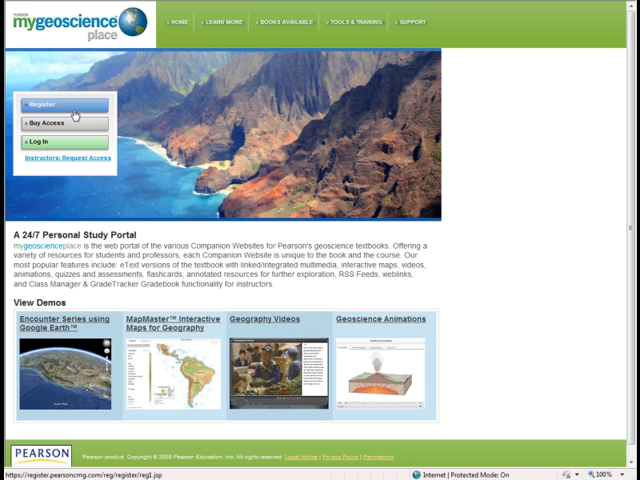 PEARSON
mygeoscience
place
» HOME
» LEARN MORE
» BOOKS AVAILABLE
» TOOLS & TRAINING
» SUPPORT
» Register
» Buy Access
» Log In
Instructors: Request Access
A 24/7 Personal Study Portal
mygeoscienceplace is the web portal of the various Companion Websites for Pearson's geoscience textbooks. Offering a
variety of resources for students and professors, each Companion Website is unique to the book and the course. Our
most popular features include: eText versions of the textbook with linked/integrated multimedia, interactive maps, videos,
animations, quizzes and assessments, flashcards, annotated resources for further exploration, RSS Feeds, weblinks,
and Class Manager & GradeTracker Gradebook functionality for instructors.
View Demos
Encounter Series using
Google Earth™
MapMaster™ Interactive
Maps for Geography
Geography Videos
Geoscience Animations
PEARSON
Pearson product. Copyright © 2008 Pearson Education, Inc. All rights reserved. Legal Notice | Privacy Policy | Permissions
https://register.pearsoncmg.com/reg/register/reg1.jsp
Internet | Protected Mode: On
100%